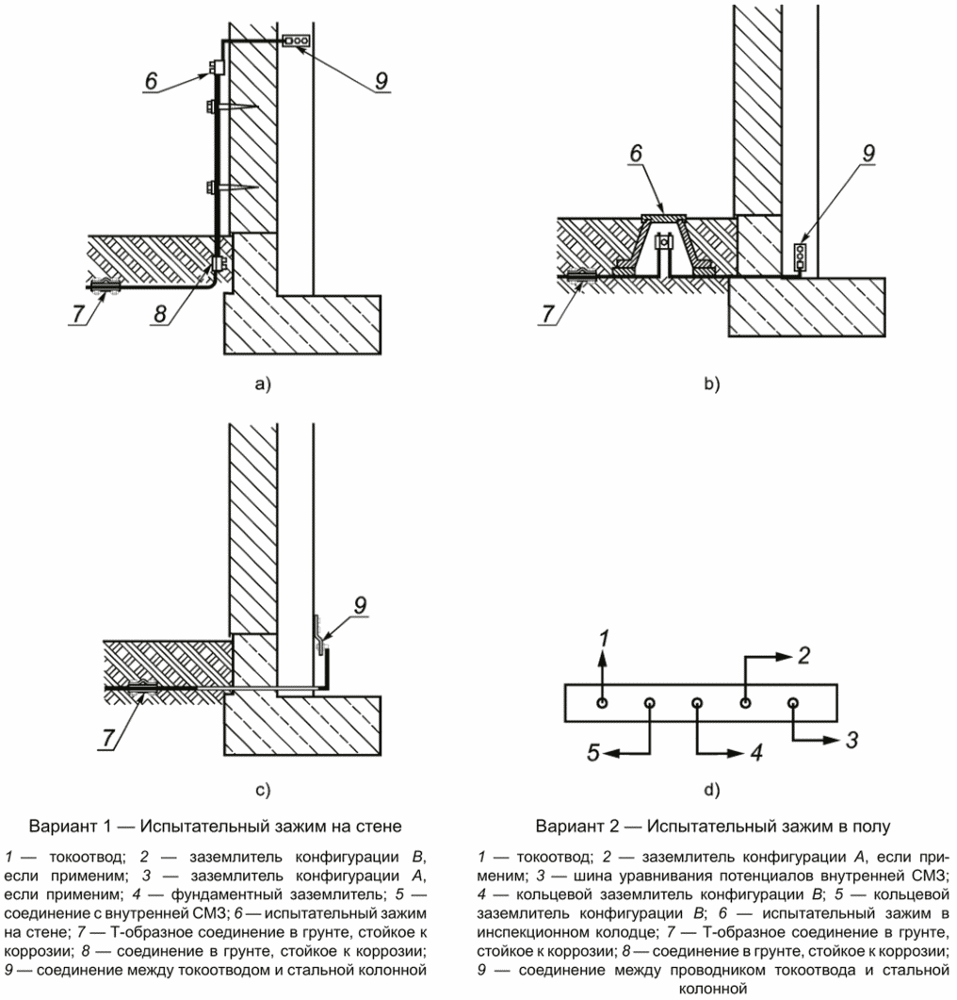 6
9
7
8
a)
6
9
7
b)
9
7
c)
1
2
3
5
4
d)
Вариант 1 — Испытательный зажим на стене
1 — токоотвод; 2 — заземлитель конфигурации B,
если применим; 3 — заземлитель конфигурации A,
если применим; 4 — фундаментный заземлитель; 5 —
соединение с внутренней СМЗ; 6 — испытательный зажим
на стене; 7 — Т-образное соединение в грунте, стойкое к
коррозии; 8 — соединение в грунте, стойкое к коррозии;
9 — соединение между токоотводом и стальной колонной
Вариант 2 — Испытательный зажим в полу
1 — токоотвод; 2 — заземлитель конфигурации A, если при-
меним; 3 — шина уравнивания потенциалов внутренней СМЗ;
4 — кольцевой заземлитель конфигурации B; 5 — кольцевой
заземлитель конфигурации B; 6 — испытательный зажим в
инспекционном колодце; 7 — Т-образное соединение в грунте,
стойкое к коррозии; 8 — соединение в грунте, стойкое к коррозии;
9 — соединение между проводником токоотвода и стальной
колонной